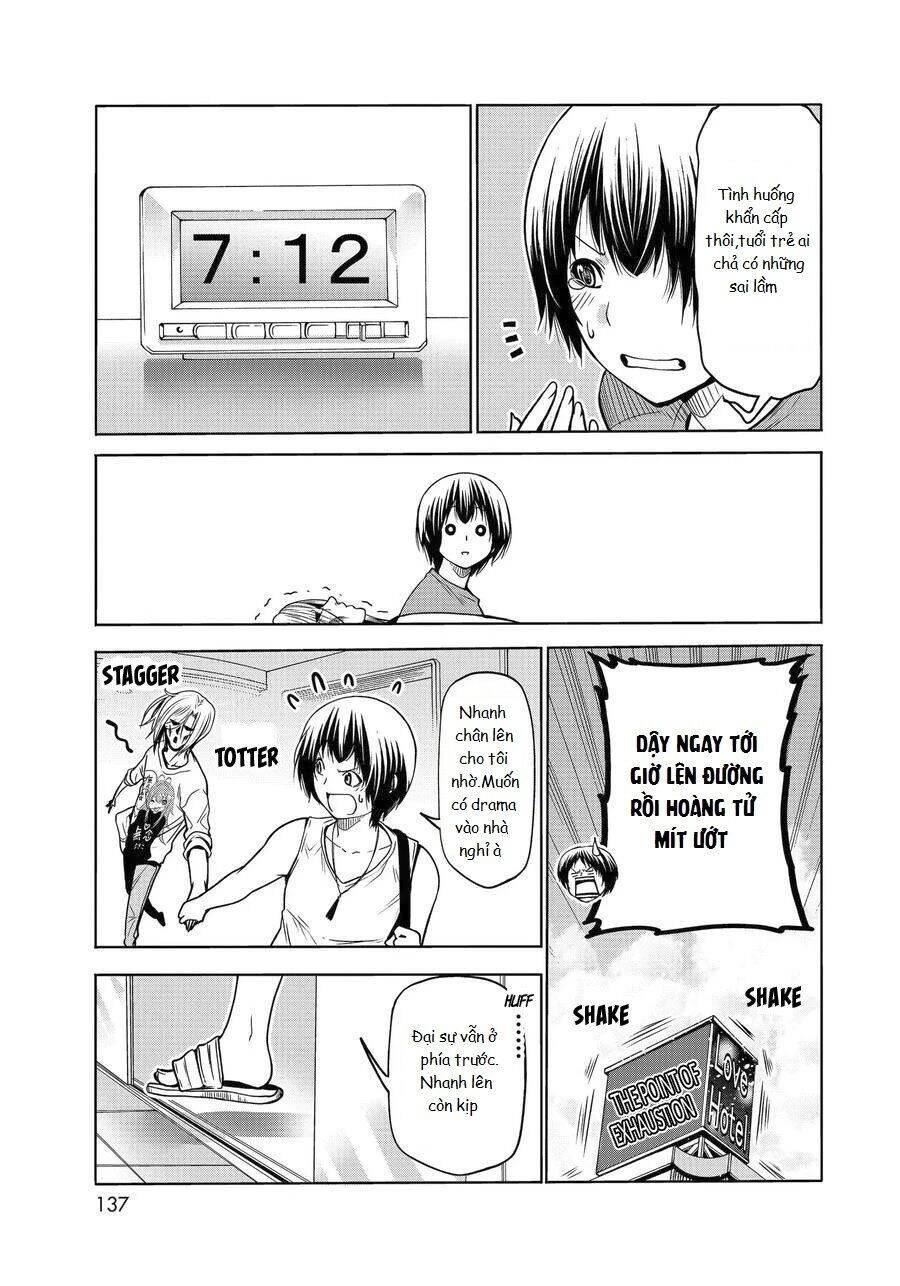 Tình huống
khẩn cấp
thôi,tuổi trẻ ai
chả có những
sai lầm
7:12
DẬY NGAY TỚI
GIỜ LÊN ĐƯỜNG
RỒI HOÀNG TỬ
MÍT ƯỚT
SHAKE
SHAKE
THE POINT OF
EXHAUSTION
Love
Hotel
STAGGER
TOTTER
Nhanh
chân lên
cho tôi
nhờ.Muốn
có drama
vào nhà
nghỉ à
HUFF
Đại sự vẫn ở
phía trước.
Nhanh lên
còn kịp
137